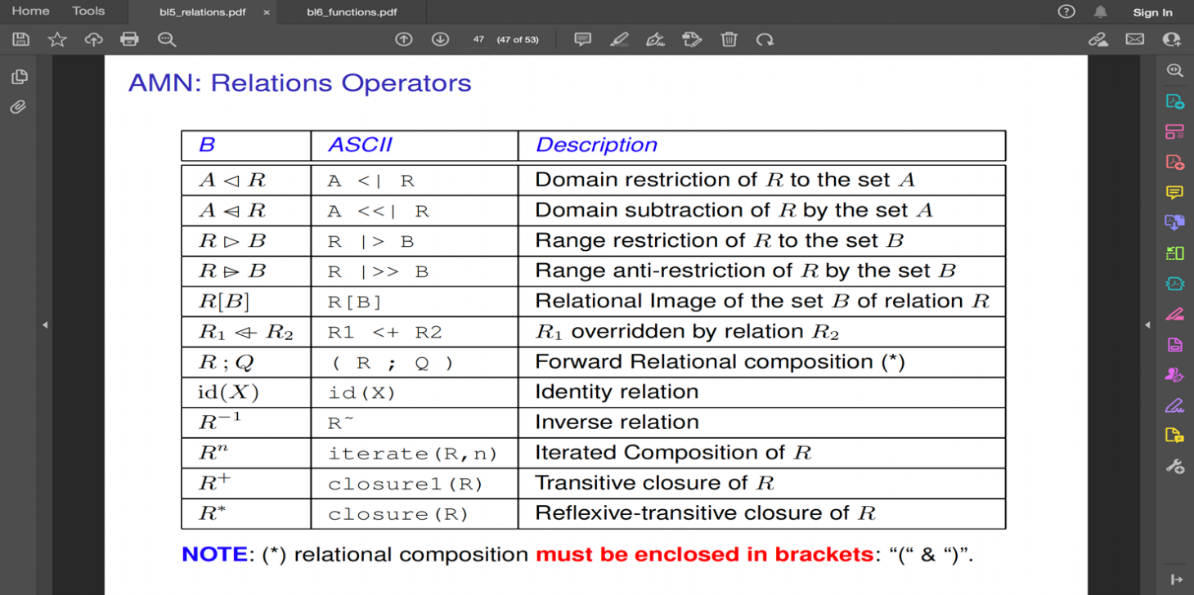 Home Tools bl5_relations.pdf × bl6_functions.pdf Sign In
47 (47 of 53)
AMN: Relations Operators
B ASCII Description
A ◁ R A <| R Domain restriction of R to the set A
A ⩤ R A <<| R Domain subtraction of R by the set A
R ▷ B R |> B Range restriction of R to the set B
R ⩥ B R |>> B Range anti-restriction of R by the set B
R[B] R[B] Relational Image of the set B of relation R
R₁ <+ R₂ R1 <+ R2 R₁ overridden by relation R₂
R ; Q ( R ; Q ) Forward Relational composition (*)
id(X) id(X) Identity relation
R⁻¹ R~ Inverse relation
Rⁿ iterate(R,n) Iterated Composition of R
R⁺ closure1(R) Transitive closure of R
R* closure(R) Reflexive-transitive closure of R
NOTE: (*) relational composition must be enclosed in brackets: “(“ & “)”.